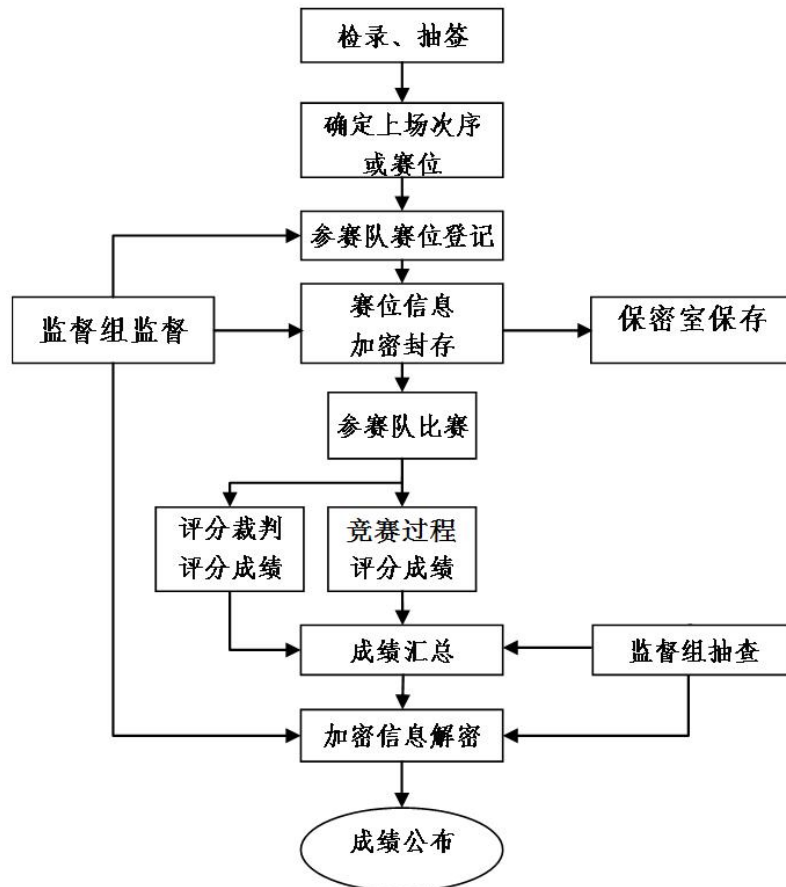 检录、抽签
确定上场次序
或赛位
参赛队赛位登记
监督组监督
赛位信息
加密封存
保密室保存
参赛队比赛
评分裁判
评分成绩
竞赛过程
评分成绩
成绩汇总
监督组抽查
加密信息解密
成绩公布